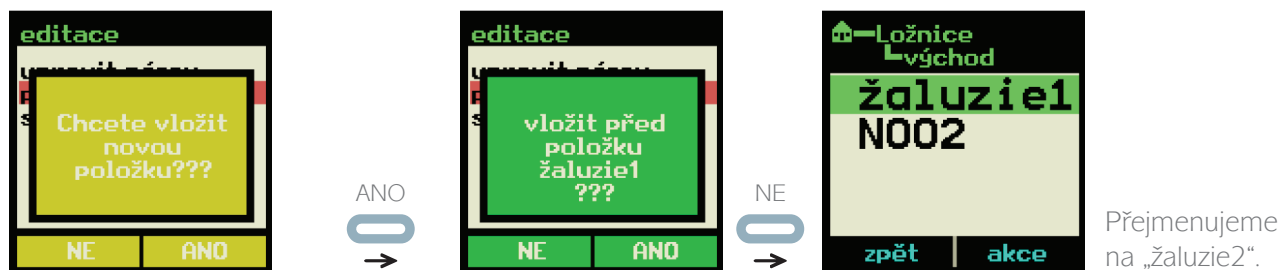 editace
Chcete vložit
novou
položku???
NE ANO
ANO
editace
vložit před
položku
žaluzie1
???
NE ANO
NE
Ložnice
východ
žaluzie1
N002
zpět akce
Přejmenujeme
na „žaluzie2“.